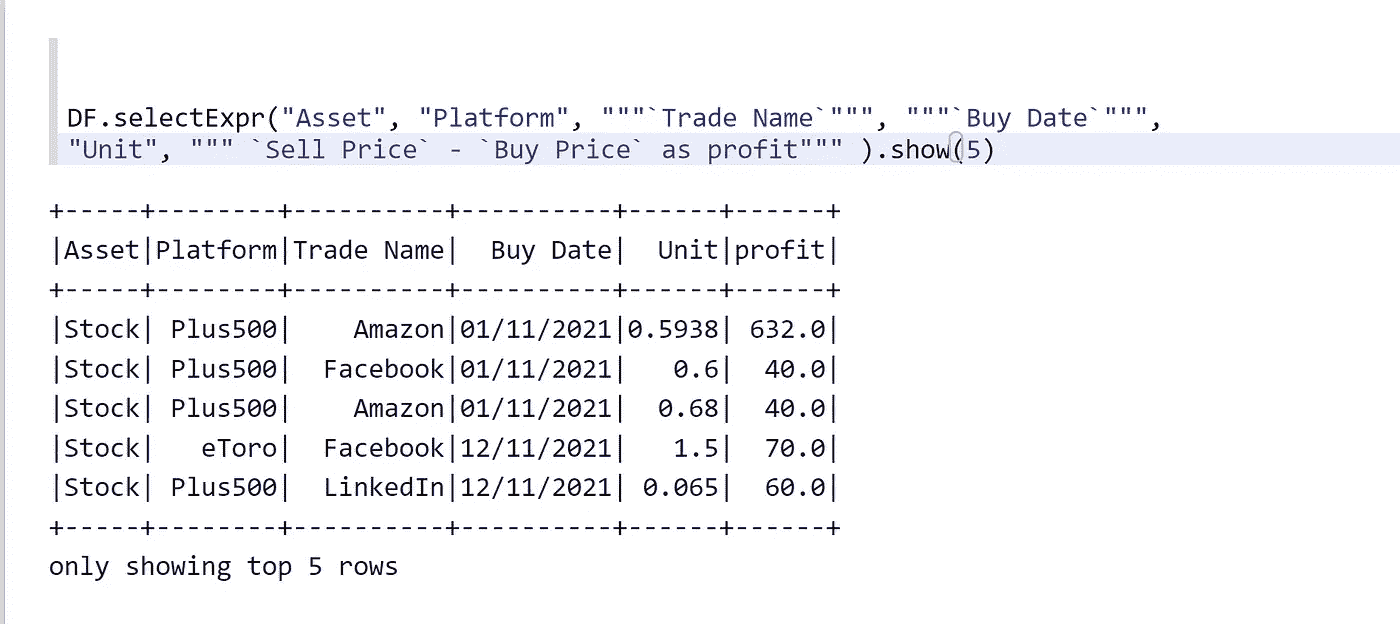 DF.selectExpr("Asset", "Platform", """`Trade Name`""", """`Buy Date`""",
"Unit", """ `Sell Price` - `Buy Price` as profit""" ).show(5)
+-----+--------+----------+----------+------+------+
|Asset|Platform|Trade Name|  Buy Date|  Unit|profit|
+-----+--------+----------+----------+------+------+
|Stock| Plus500|    Amazon|01/11/2021|0.5938| 632.0|
|Stock| Plus500|  Facebook|01/11/2021|   0.6|  40.0|
|Stock| Plus500|    Amazon|01/11/2021|  0.68|  40.0|
|Stock|   eToro|  Facebook|12/11/2021|   1.5|  70.0|
|Stock| Plus500|  LinkedIn|12/11/2021| 0.065|  60.0|
+-----+--------+----------+----------+------+------+
only showing top 5 rows